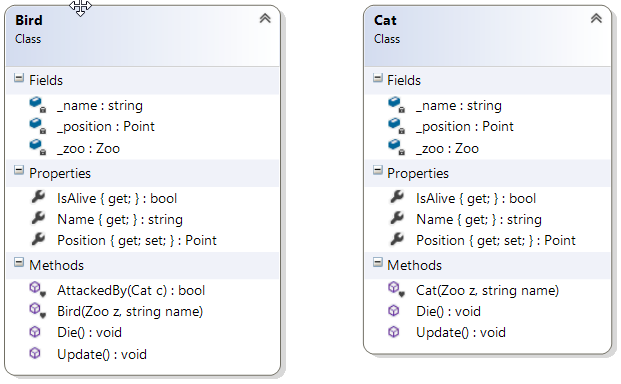 Bird
Class
Fields
_name : string
_position : Point
_zoo : Zoo
Properties
IsAlive { get; } : bool
Name { get; } : string
Position { get; set; } : Point
Methods
AttackedBy(Cat c) : bool
Bird(Zoo z, string name)
Die() : void
Update() : void
Cat
Class
Fields
_name : string
_position : Point
_zoo : Zoo
Properties
IsAlive { get; } : bool
Name { get; } : string
Position { get; set; } : Point
Methods
Cat(Zoo z, string name)
Die() : void
Update() : void